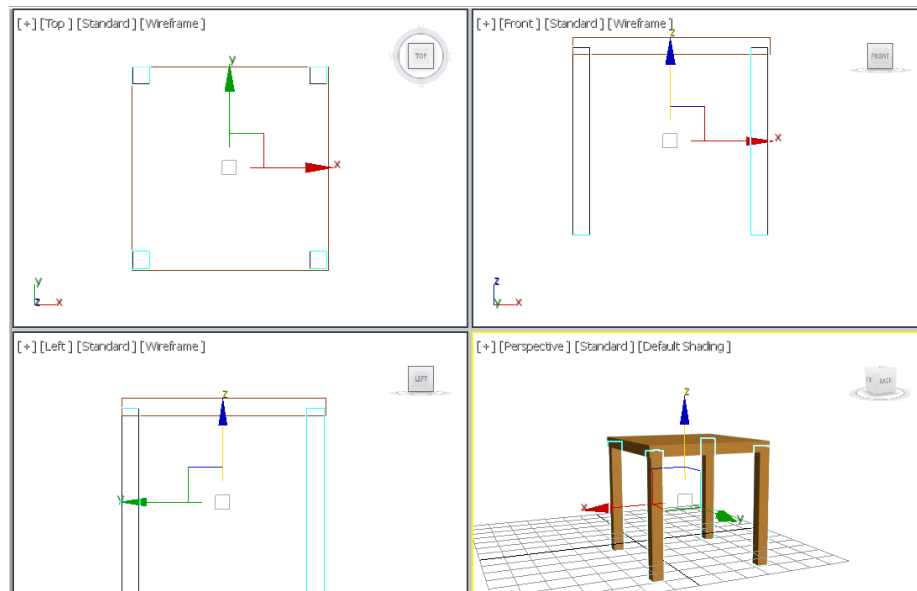 [+] [Top] [Standard] [Wireframe]
TOP
y
x
y
z
x
[+] [Front] [Standard] [Wireframe]
FRONT
z
x
z
y
x
[+] [Left] [Standard] [Wireframe]
LEFT
z
y
[+] [Perspective] [Standard] [Default Shading]
BACK
z
x
y